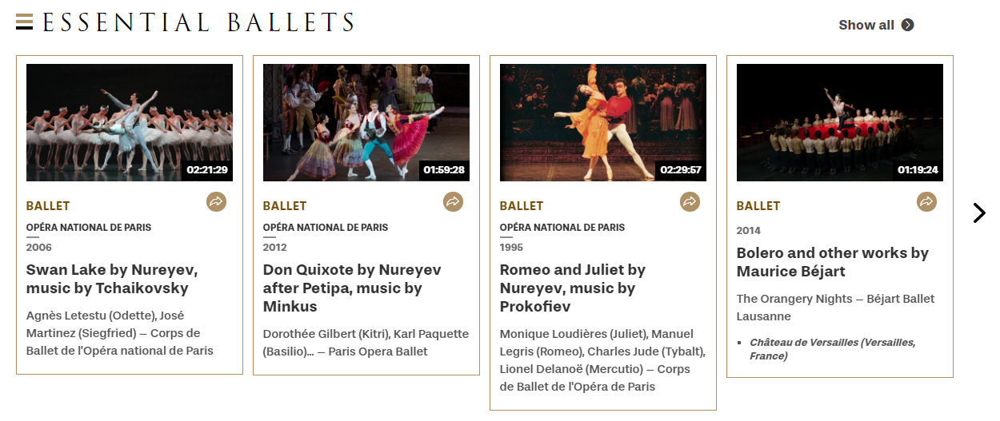 ESSENTIAL BALLETS
Show all
02:21:29
BALLET
OPÉRA NATIONAL DE PARIS
2006
Swan Lake by Nureyev,
music by Tchaikovsky
Agnès Letestu (Odette), José
Martinez (Siegfried) – Corps de
Ballet de l'Opéra national de Paris
01:59:28
BALLET
OPÉRA NATIONAL DE PARIS
2012
Don Quixote by Nureyev
after Petipa, music by
Minkus
Dorothée Gilbert (Kitri), Karl Paquette
(Basilio)... – Paris Opera Ballet
02:29:57
BALLET
OPÉRA NATIONAL DE PARIS
1995
Romeo and Juliet by
Nureyev, music by
Prokofiev
Monique Loudières (Juliet), Manuel
Legris (Romeo), Charles Jude (Tybalt),
Lionel Delanoë (Mercutio) – Corps
de Ballet de l'Opéra de Paris
01:19:24
BALLET
2014
Bolero and other works by
Maurice Béjart
The Orangery Nights – Béjart Ballet
Lausanne
▪ Château de Versailles (Versailles,
France)